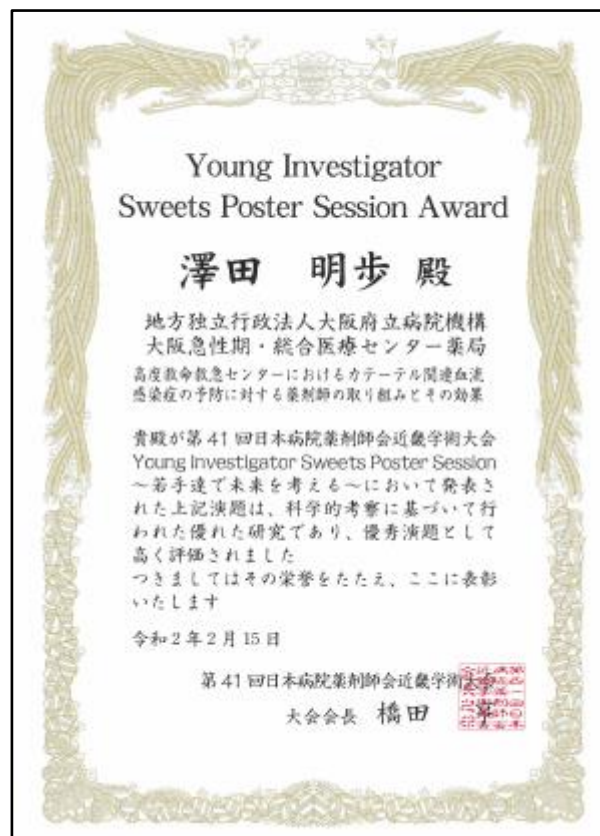 Young Investigator
Sweets Poster Session Award
澤田 明歩 殿
地方独立行政法人大阪府立病院機構
大阪急性期・総合医療センター薬局
高度救命救急センターにおけるカテーテル関連血流
感染症の予防に対する薬剤師の取り組みとその効果
貴殿が第41回日本病院薬剤師会近畿学術大会
Young Investigator Sweets Poster Session
～若手達で未来を考える～において発表さ
れた上記演題は、科学的考察に基づいて行
われた優れた研究であり、優秀演題として
高く評価されました
つきましてはその栄誉をたたえ、ここに表彰
いたします
令和2年2月15日
第41回日本病院薬剤師会近畿学術大会
大会会長 橋田